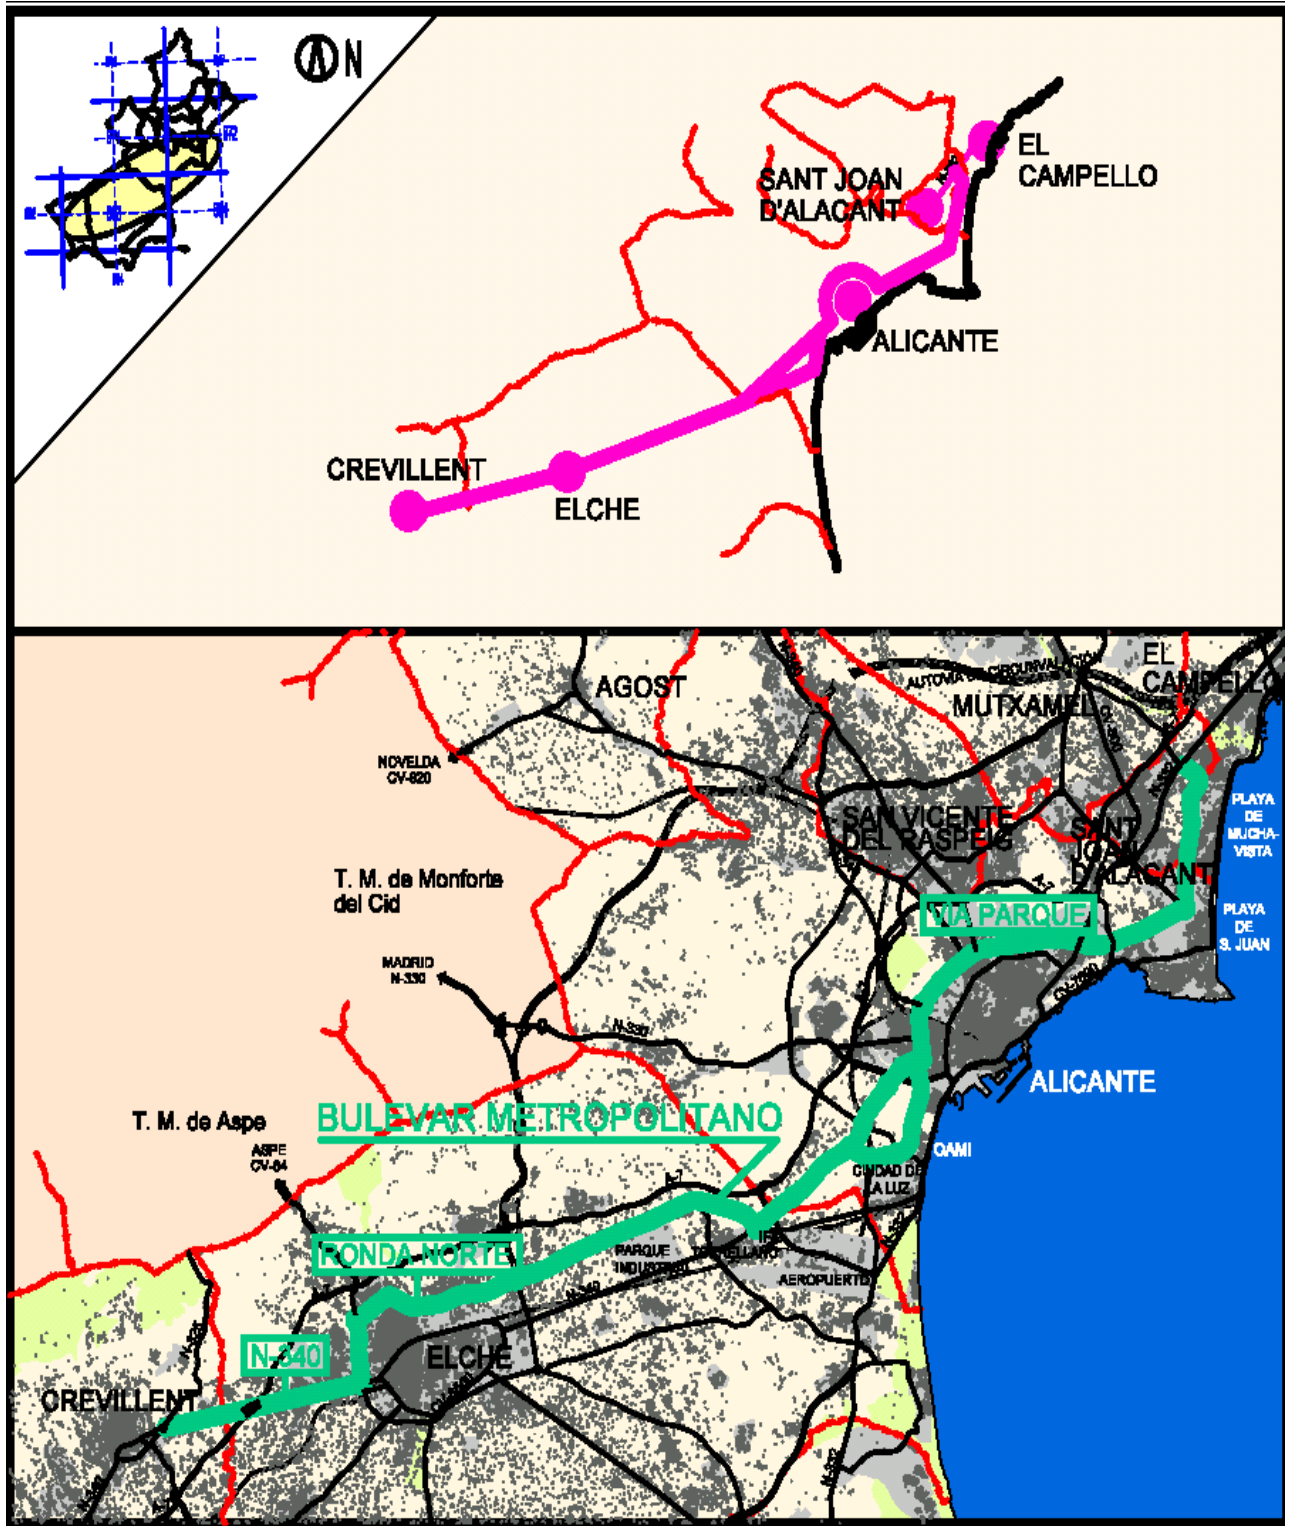 N
EL
CAMPELLO
SANT JOAN
D'ALACANT
ALICANTE
CREVILLENT
ELCHE
EL
CAMPELLO
AGOST
MUTXAMEL
N-340
NOVELDA
CV-820
SAN VICENTE
DEL RASPEIG
SANT
JOAN
D'ALACANT
PLAYA
DE
MUCHA-
VISTA
T. M. de Monforte
del Cid
A-7
VIA PARQUE
PLAYA
DE
S. JUAN
MADRID
N-330
N-330
ALICANTE
BULEVAR METROPOLITANO
T. M. de Aspe
ASPE
CV-84
OAMI
CIUDAD DE
LA LUZ
A-7
RONDA NORTE
PARQUE
INDUSTRIAL
TORRELLANO
AEROPUERTO
N-340
N-340
ELCHE
CREVILLENT